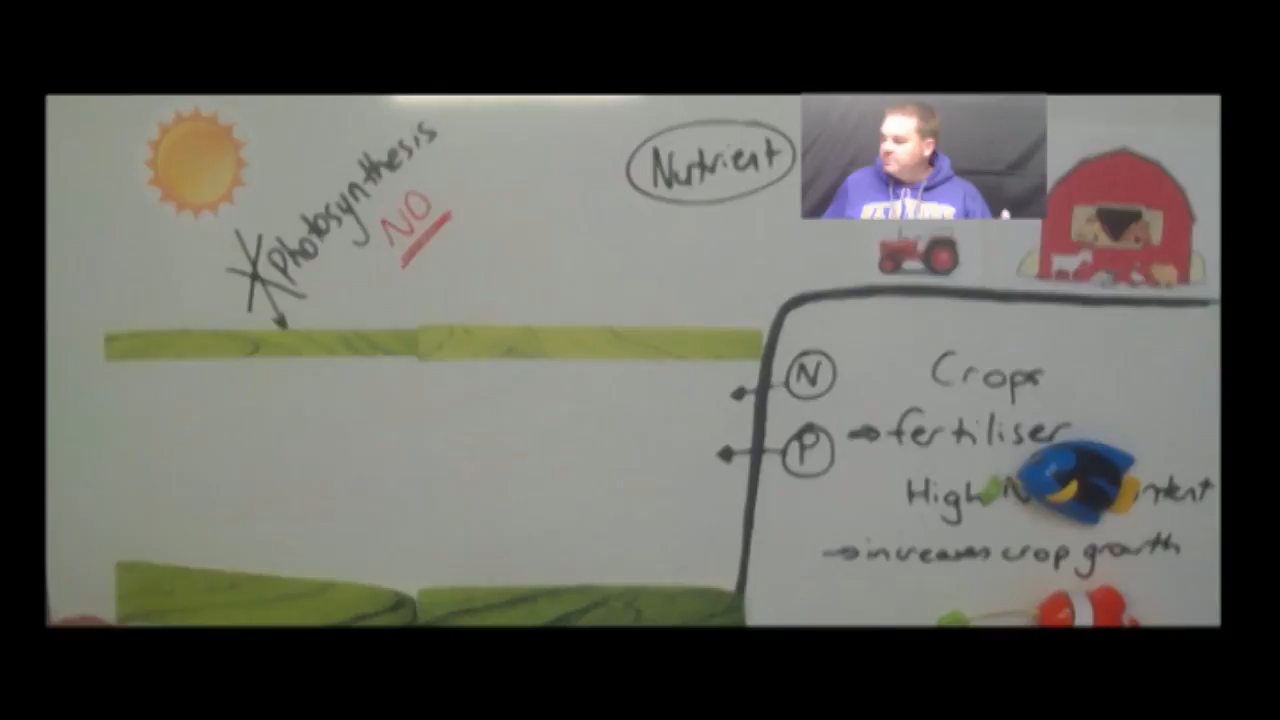 Photosynthesis
NO
Nutrient
N
Crops
P
→ fertiliser
High
→ increases crop growth